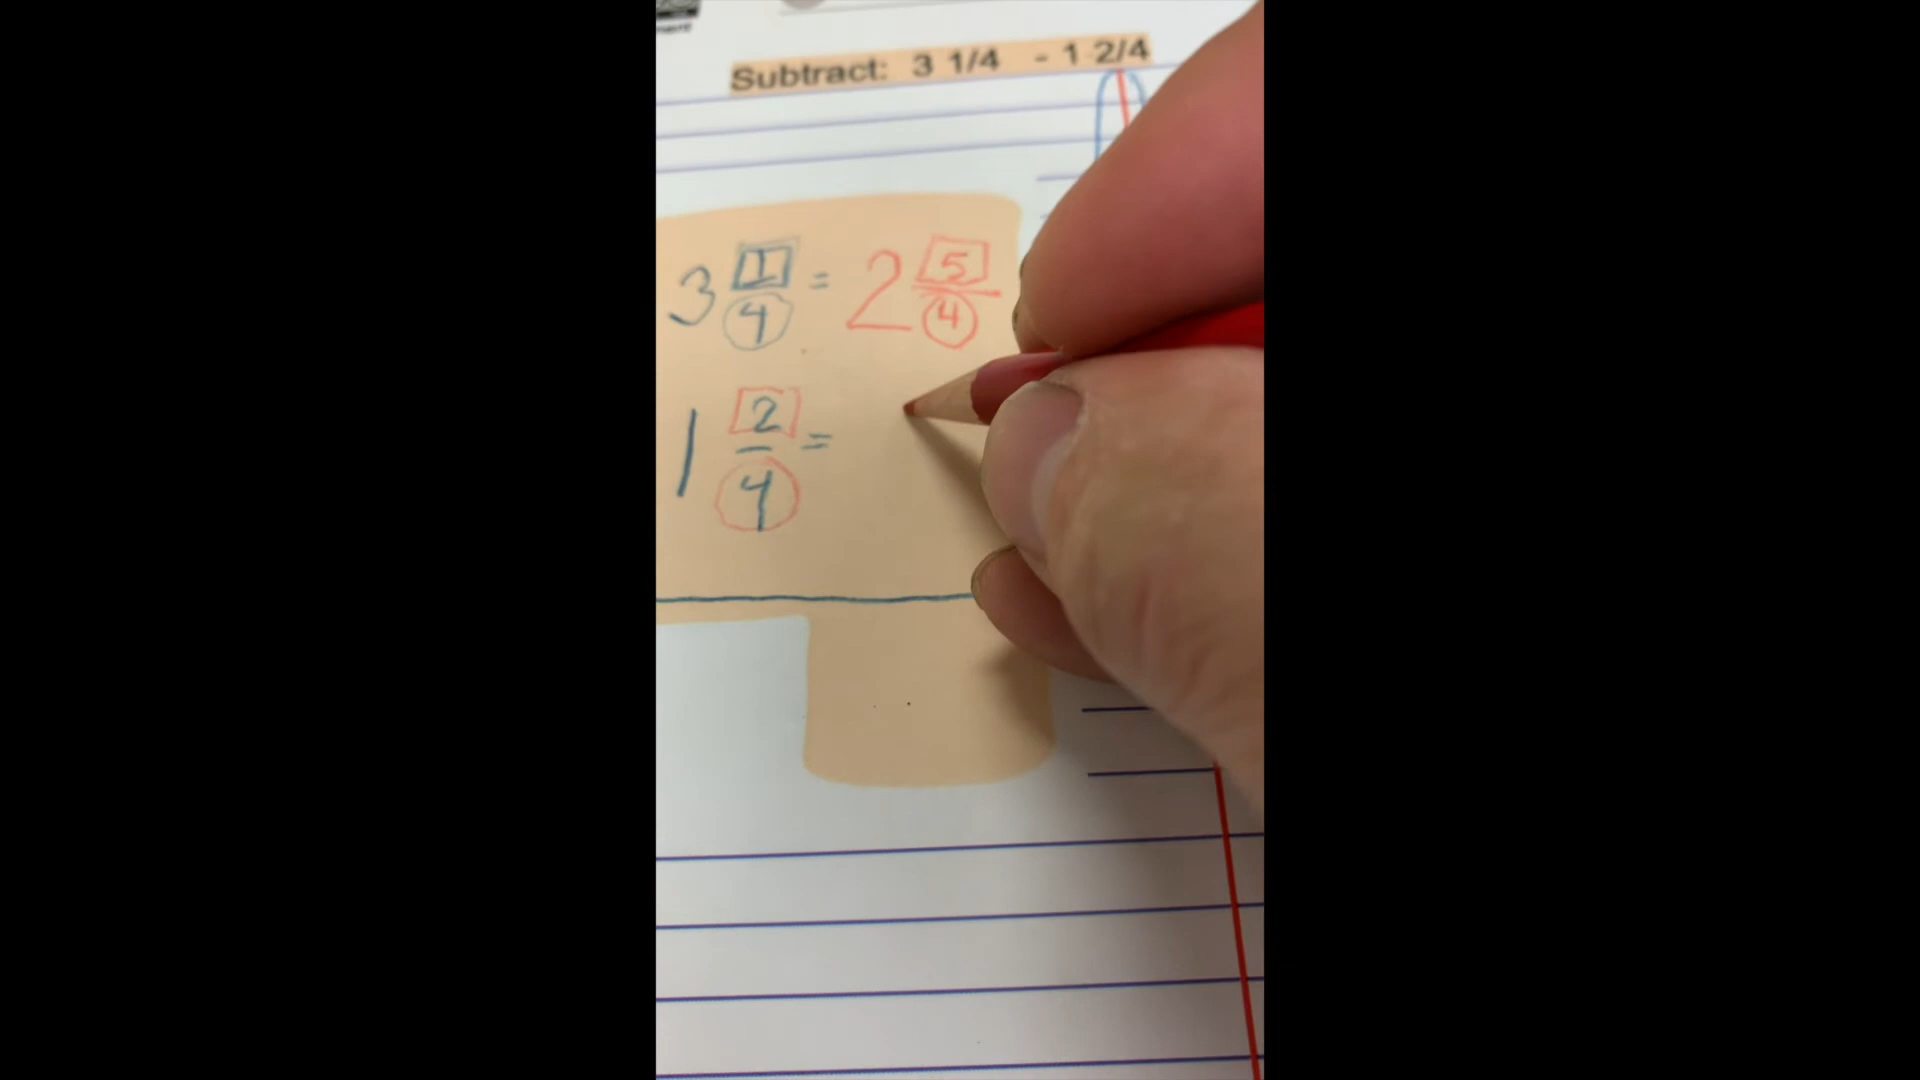 Subtract: 3 1/4 - 1 2/4
3 1/4 = 2 5/4
1 2/4 =